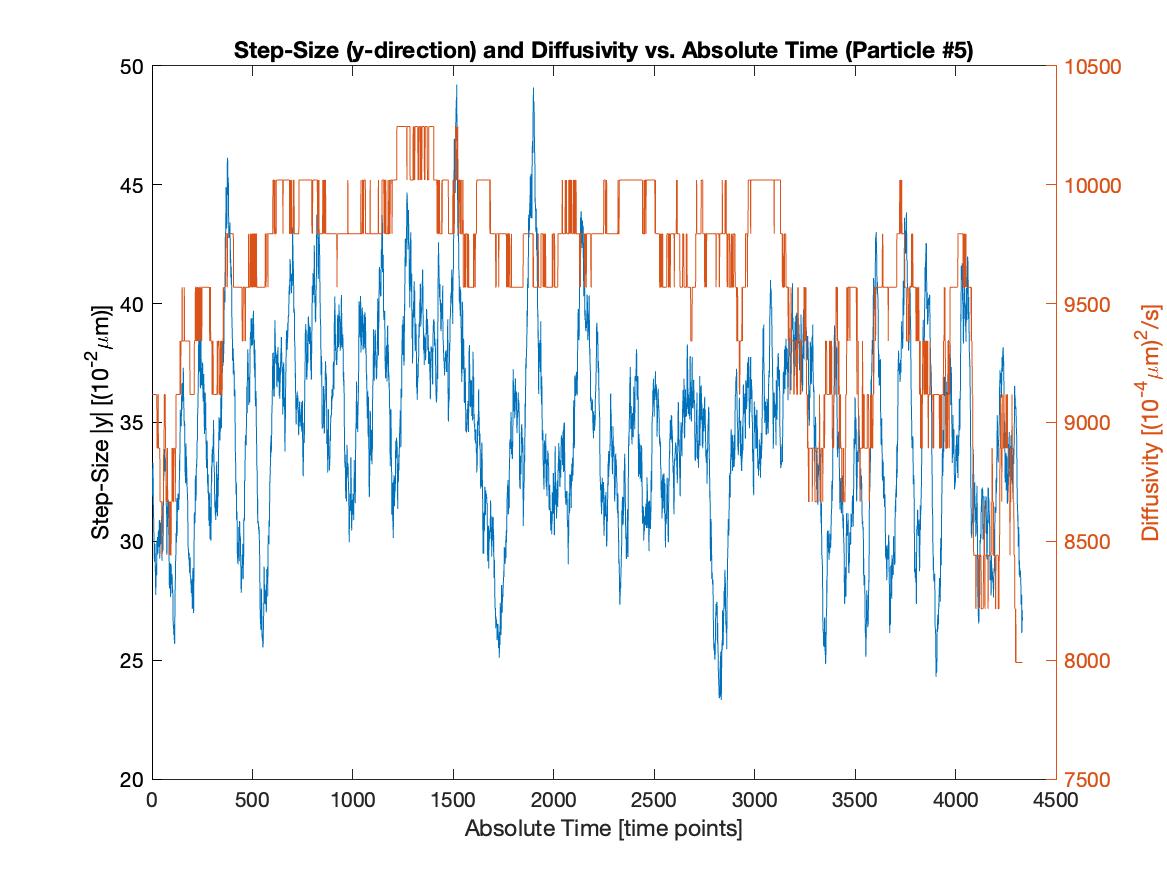 Step-Size (y-direction) and Diffusivity vs. Absolute Time (Particle #5)
50
45
40
35
30
25
20
Step-Size |y| [(10⁻² μm)]
10500
10000
9500
9000
8500
8000
7500
Diffusivity [(10⁻⁴ μm)²/s]
0 500 1000 1500 2000 2500 3000 3500 4000 4500
Absolute Time [time points]